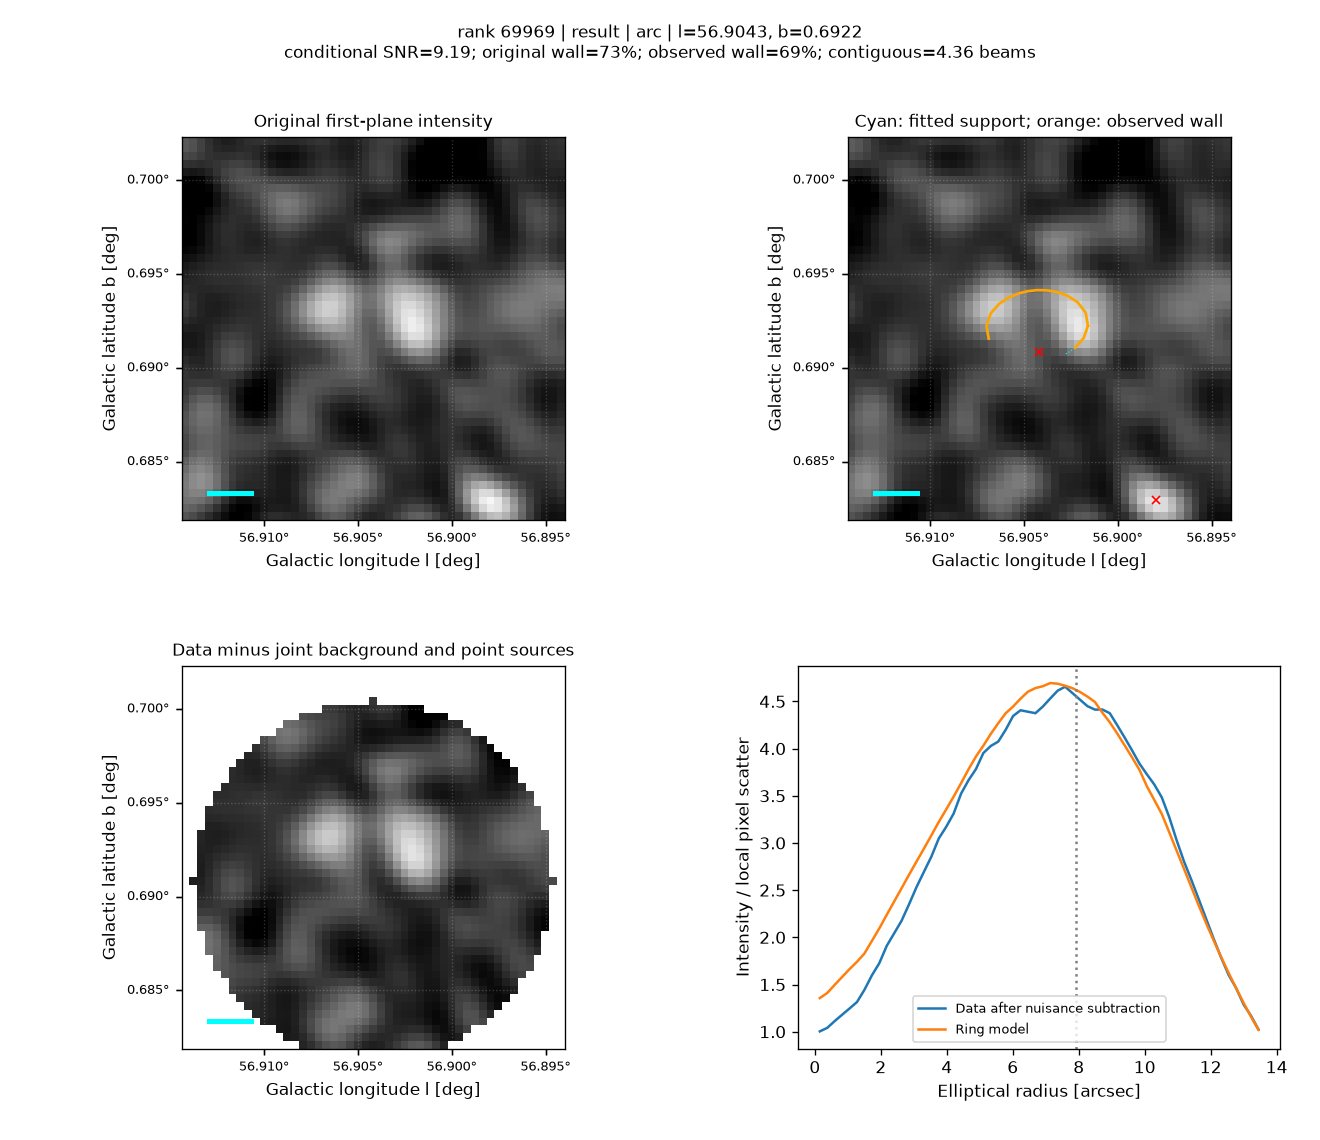 rank 69969 | result | arc | l=56.9043, b=0.6922
conditional SNR=9.19; original wall=73%; observed wall=69%; contiguous=4.36 beams
Original first-plane intensity
0.700°
0.695°
0.690°
0.685°
Galactic latitude b [deg]
56.910°
56.905°
56.900°
56.895°
Galactic longitude l [deg]
Cyan: fitted support; orange: observed wall
0.700°
0.695°
0.690°
0.685°
Galactic latitude b [deg]
56.910°
56.905°
56.900°
56.895°
Galactic longitude l [deg]
Data minus joint background and point sources
0.700°
0.695°
0.690°
0.685°
Galactic latitude b [deg]
56.910°
56.905°
56.900°
56.895°
Galactic longitude l [deg]
4.5
4.0
3.5
3.0
2.5
2.0
1.5
1.0
Intensity / local pixel scatter
Data after nuisance subtraction
Ring model
0
2
4
6
8
10
12
14
Elliptical radius [arcsec]